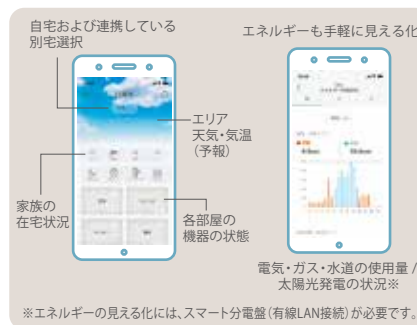 自宅および連携している
別宅選択
エリア
天気・気温
(予報)
家族の
在宅状況
各部屋の
機器の状態
エネルギーも手軽に見える化
電気・ガス・水道の使用量 /
太陽光発電の状況※
※エネルギーの見える化には、スマート分電盤(有線LAN接続)が必要です。